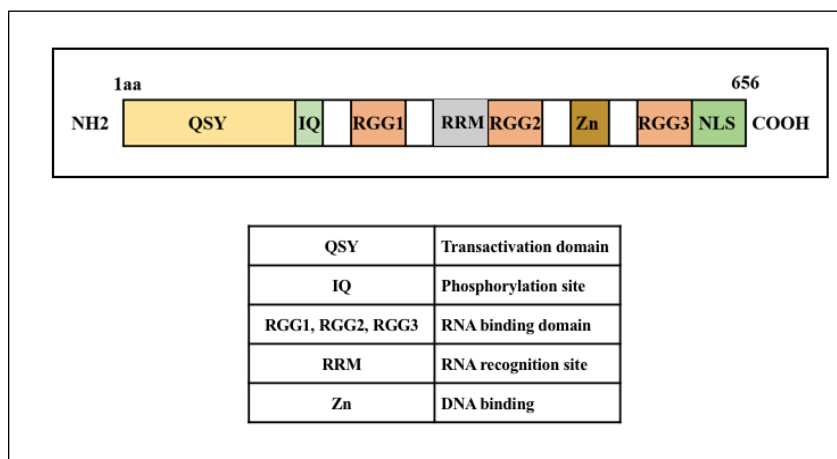 1aa 656
NH2 QSY IQ RGG1 RRM RGG2 Zn RGG3 NLS COOH
QSY Transactivation domain
IQ Phosphorylation site
RGG1, RGG2, RGG3 RNA binding domain
RRM RNA recognition site
Zn DNA binding